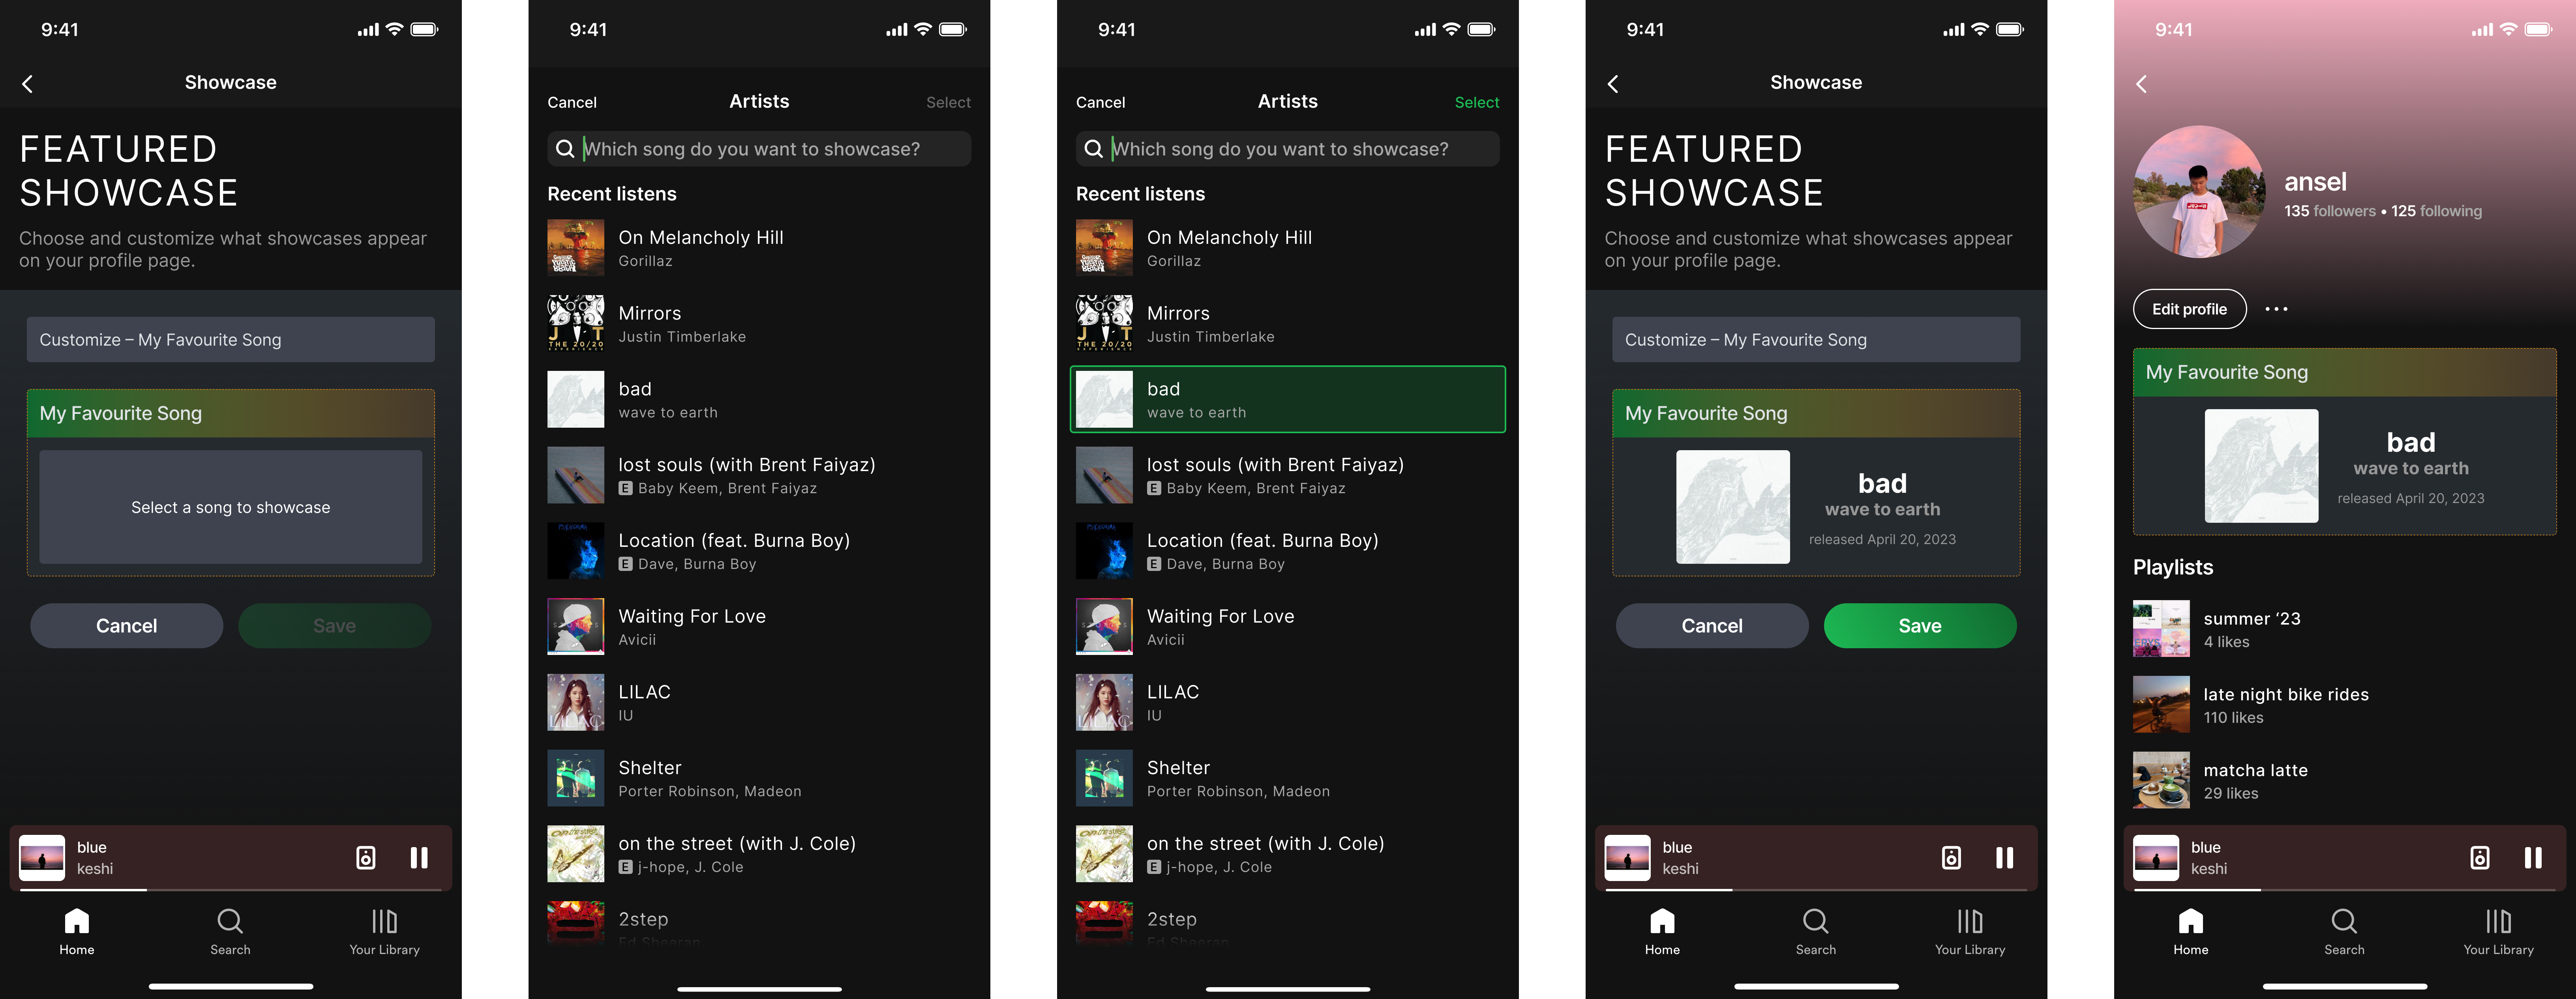 9:41
Showcase
FEATURED
SHOWCASE
Choose and customize what showcases appear
on your profile page.
Customize – My Favourite Song
My Favourite Song
Select a song to showcase
Cancel
Save
blue
keshi
Home
Search
Your Library
9:41
Cancel
Artists
Select
Which song do you want to showcase?
Recent listens
On Melancholy Hill
Gorillaz
Mirrors
Justin Timberlake
bad
wave to earth
lost souls (with Brent Faiyaz)
E Baby Keem, Brent Faiyaz
Location (feat. Burna Boy)
E Dave, Burna Boy
Waiting For Love
Avicii
LILAC
IU
Shelter
Porter Robinson, Madeon
on the street (with J. Cole)
E j-hope, J. Cole
2step
Ed Sheeran
9:41
Cancel
Artists
Select
Which song do you want to showcase?
Recent listens
On Melancholy Hill
Gorillaz
Mirrors
Justin Timberlake
bad
wave to earth
lost souls (with Brent Faiyaz)
E Baby Keem, Brent Faiyaz
Location (feat. Burna Boy)
E Dave, Burna Boy
Waiting For Love
Avicii
LILAC
IU
Shelter
Porter Robinson, Madeon
on the street (with J. Cole)
E j-hope, J. Cole
2step
Ed Sheeran
9:41
Showcase
FEATURED
SHOWCASE
Choose and customize what showcases appear
on your profile page.
Customize – My Favourite Song
My Favourite Song
bad
wave to earth
released April 20, 2023
Cancel
Save
blue
keshi
Home
Search
Your Library
9:41
ansel
135 followers • 125 following
Edit profile
My Favourite Song
bad
wave to earth
released April 20, 2023
Playlists
summer ‘23
4 likes
late night bike rides
110 likes
matcha latte
29 likes
blue
keshi
Home
Search
Your Library